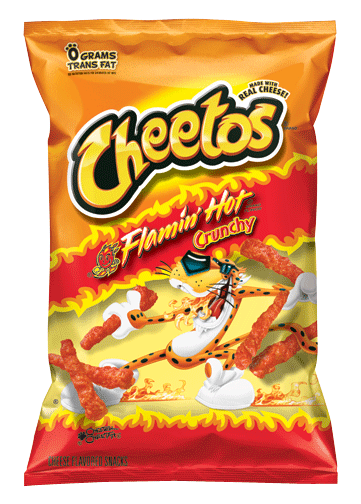 0 GRAMS
TRANS FAT
MADE WITH
REAL CHEESE!
Cheetos
Flamin' Hot
Crunchy